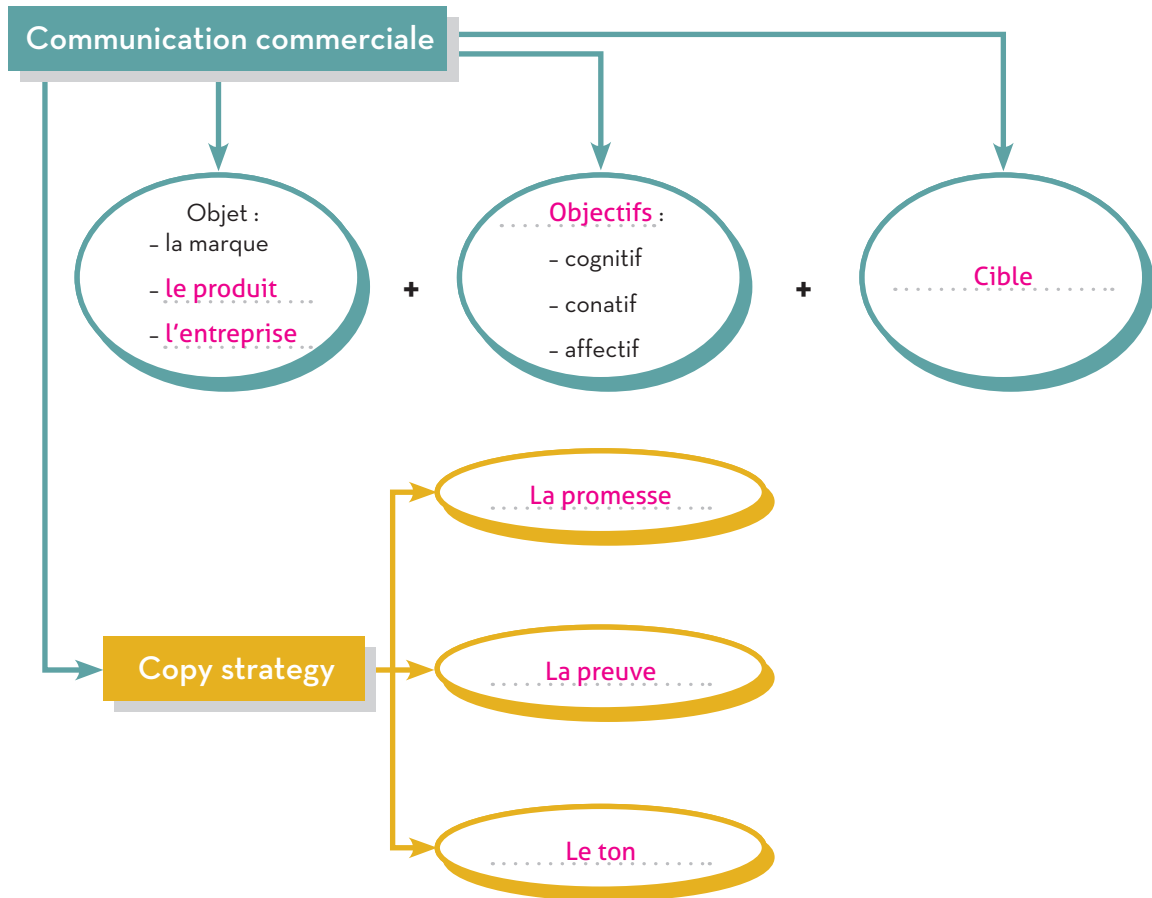 Communication commerciale
Objet :
– la marque
– le produit
– l'entreprise
+
Objectifs :
– cognitif
– conatif
– affectif
+
Cible
Copy strategy
La promesse
La preuve
Le ton